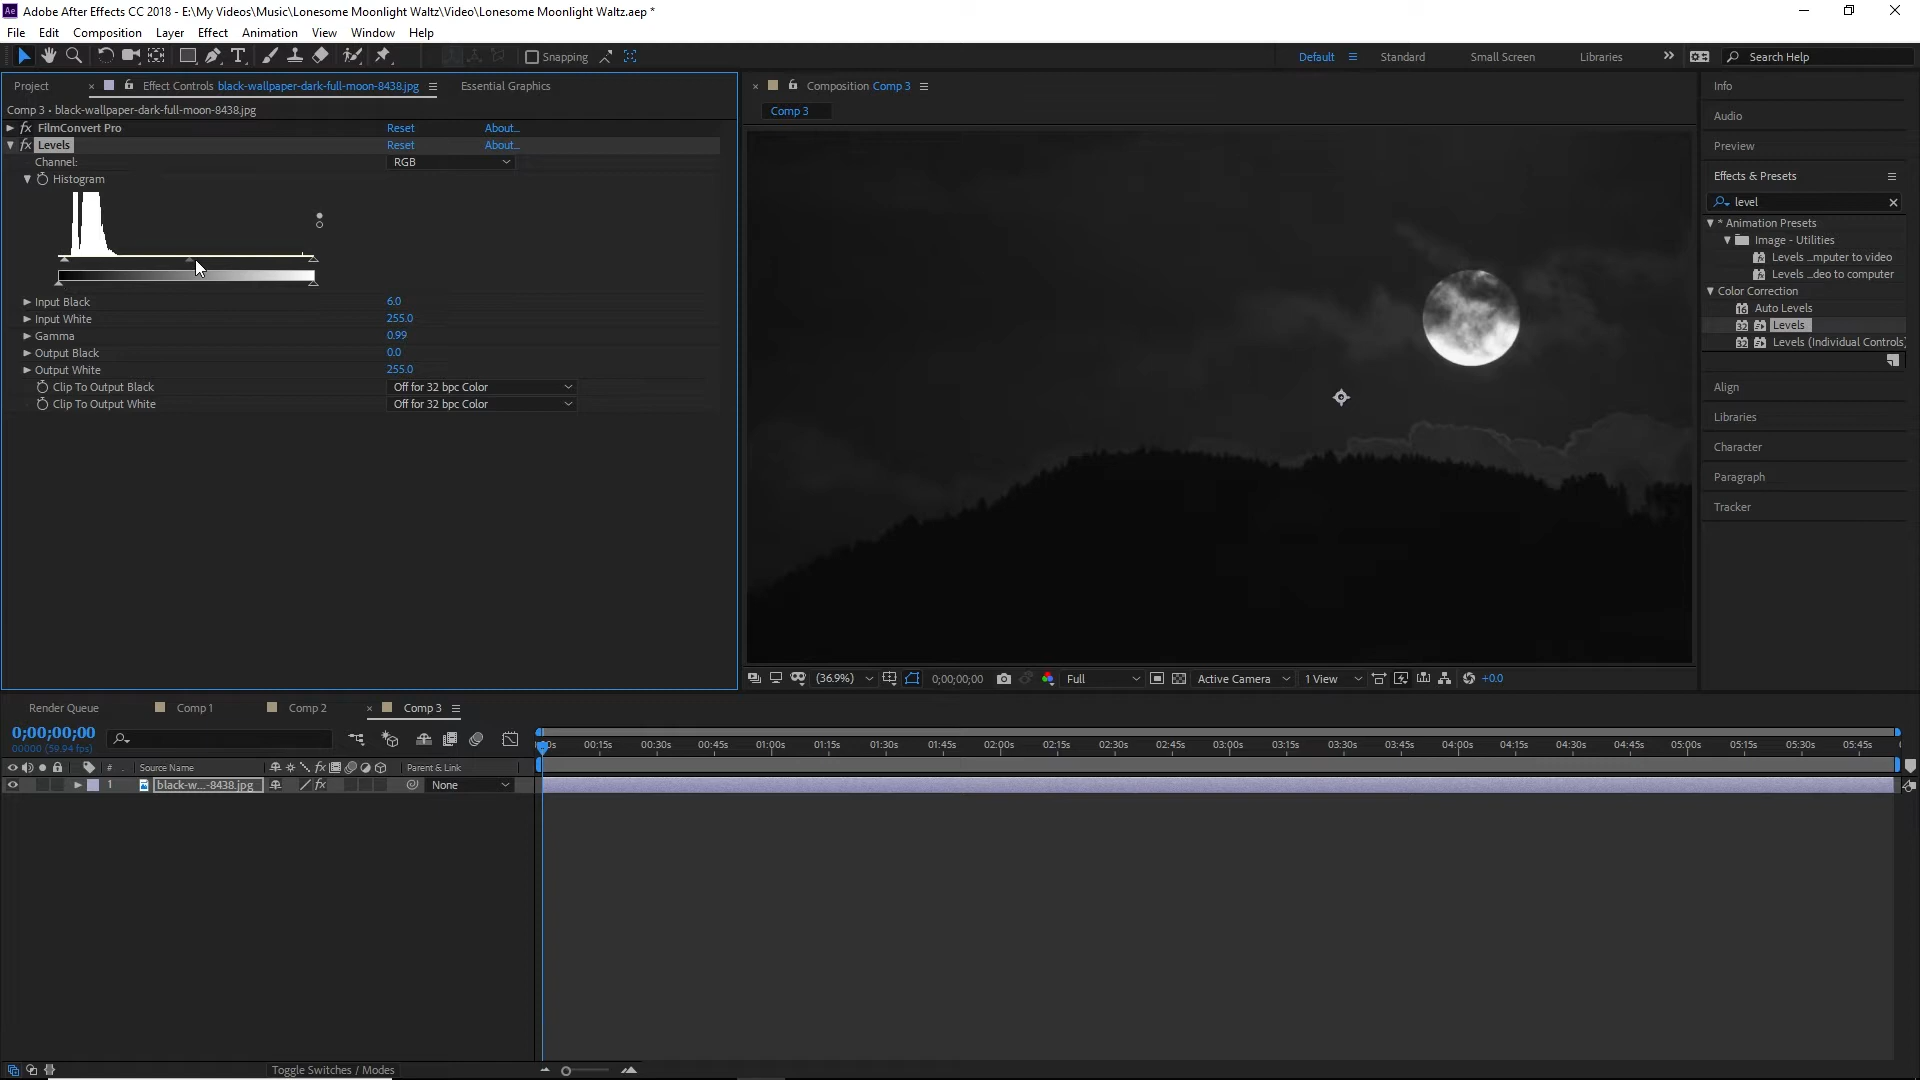 Ae Adobe After Effects CC 2018 - E:\My Videos\Music\Lonesome Moonlight Waltz\Video\Lonesome Moonlight Waltz.aep *
File Edit Composition Layer Effect Animation View Window Help
Snapping Default Standard Small Screen Libraries Search Help
Project Effect Controls black-wallpaper-dark-full-moon-8438.jpg Essential Graphics
Comp 3 • black-wallpaper-dark-full-moon-8438.jpg
fx FilmConvert Pro Reset About...
fx Levels Reset About...
Channel: RGB
Histogram
Input Black 6.0
Input White 255.0
Gamma 0.99
Output Black 0.0
Output White 255.0
Clip To Output Black Off for 32 bpc Color
Clip To Output White Off for 32 bpc Color
Composition Comp 3
Comp 3
(36.9%) 0;00;00;00 Full Active Camera 1 View +0.0
Info
Audio
Preview
Effects & Presets
level
* Animation Presets
Image - Utilities
Levels ...mputer to video
Levels ...deo to computer
Color Correction
Auto Levels
Levels
Levels (Individual Controls)
Align
Libraries
Character
Paragraph
Tracker
Render Queue Comp 1 Comp 2 Comp 3
0;00;00;00
00000 (59.94 fps)
00s 00:15s 00:30s 00:45s 01:00s 01:15s 01:30s 01:45s 02:00s 02:15s 02:30s 02:45s 03:00s 03:15s 03:30s 03:45s 04:00s 04:15s 04:30s 04:45s 05:00s 05:15s 05:30s 05:45s
# Source Name fx Parent & Link
1 black-w...-8438.jpg fx None
Toggle Switches / Modes